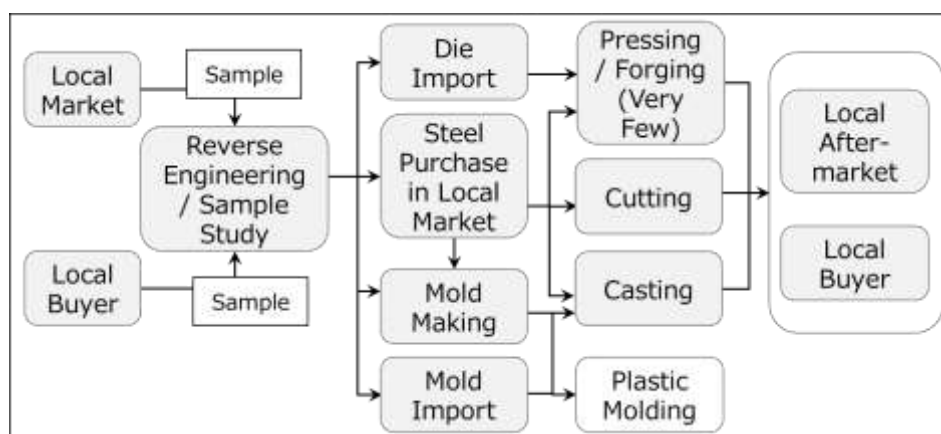 Local
Market
Sample
Reverse
Engineering
/ Sample
Study
Local
Buyer
Sample
Die
Import
Steel
Purchase
in Local
Market
Mold
Making
Mold
Import
Pressing
/ Forging
(Very
Few)
Cutting
Casting
Plastic
Molding
Local
After-
market
Local
Buyer